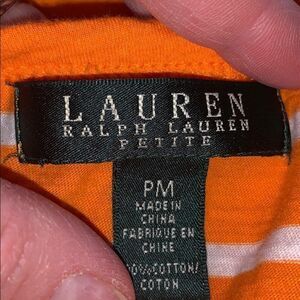 LAUREN
RALPH LAUREN
PETITE
PM
MADE IN
CHINA
FABRIQUE EN
CHINE
COTTON/
COTON